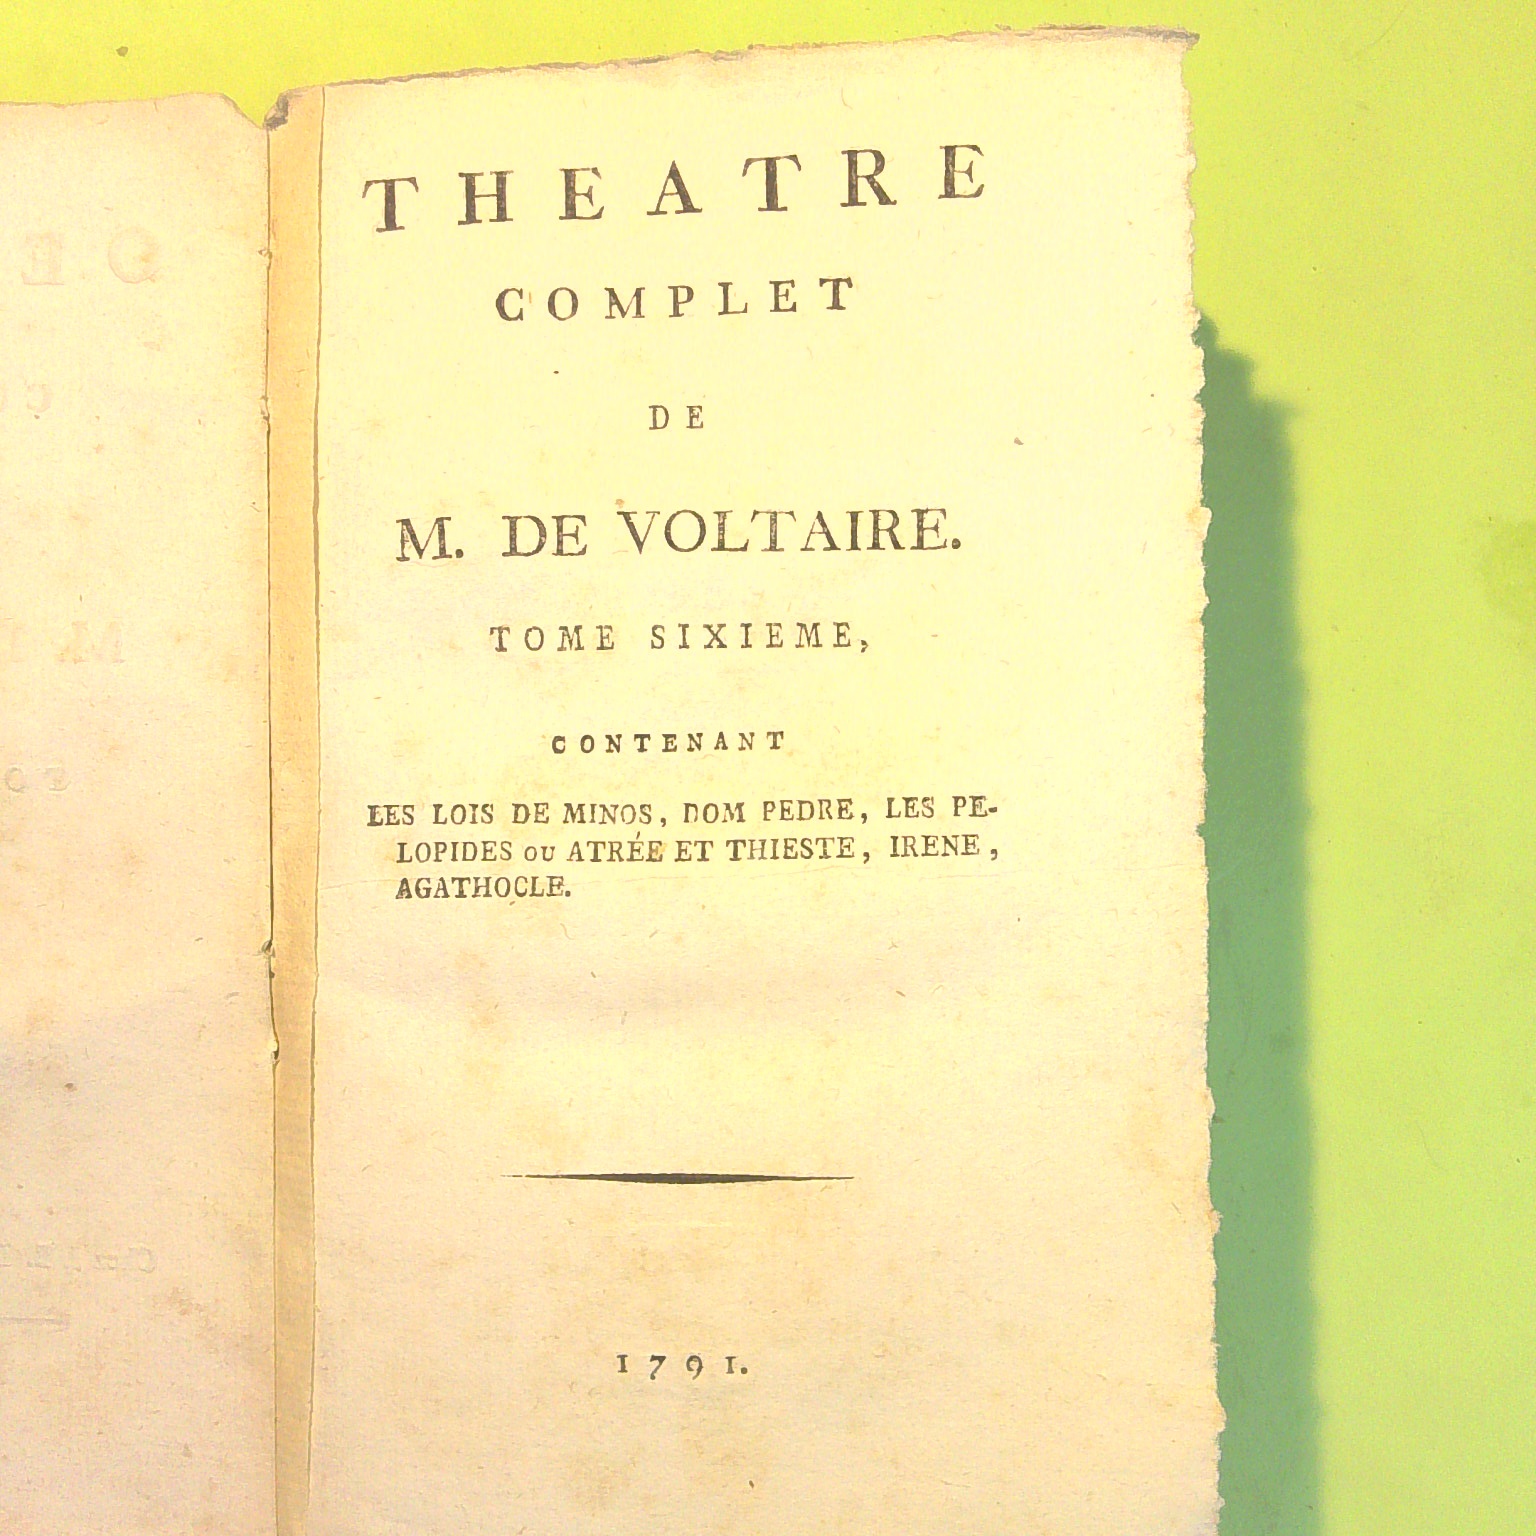 THEATRE
COMPLET
DE
M. DE VOLTAIRE.
TOME SIXIEME,
CONTENANT
LES LOIS DE MINOS, DOM PEDRE, LES PE-
LOPIDES OU ATRÉE ET THIESTE, IRENE,
AGATHOCLE.
1791.